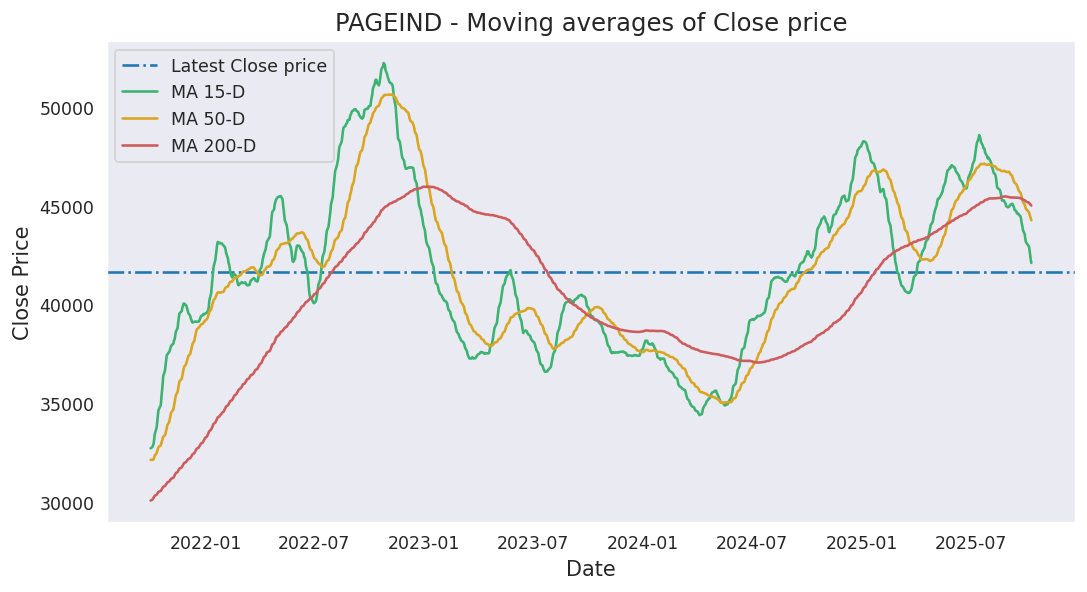 PAGEIND - Moving averages of Close price
Latest Close price
MA 15-D
MA 50-D
MA 200-D
Close Price
50000
45000
40000
35000
30000
2022-01 2022-07 2023-01 2023-07 2024-01 2024-07 2025-01 2025-07
Date